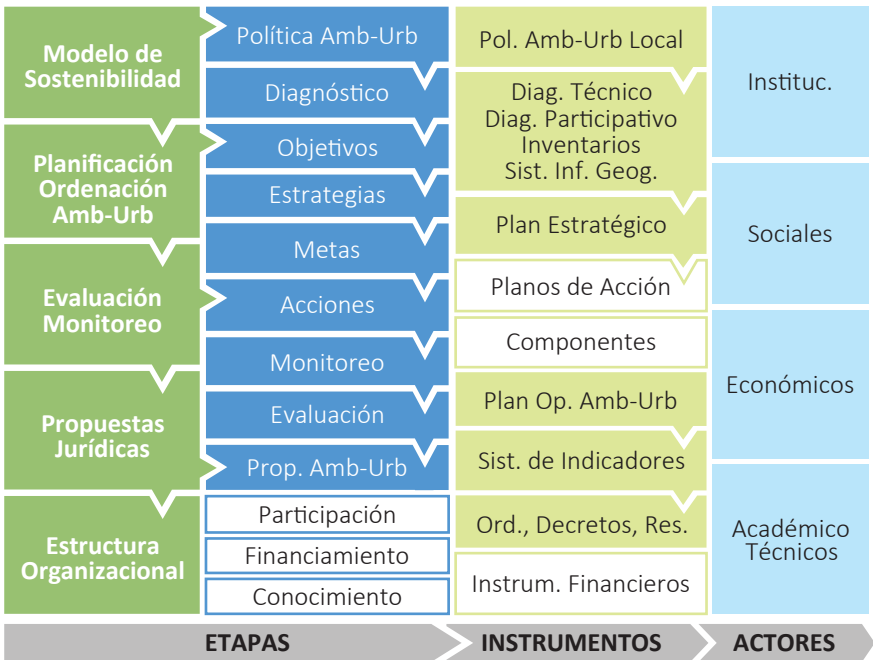 Modelo de
Sostenibilidad
Planificación
Ordenación
Amb-Urb
Evaluación
Monitoreo
Propuestas
Jurídicas
Estructura
Organizacional
Política Amb-Urb
Diagnóstico
Objetivos
Estrategias
Metas
Acciones
Monitoreo
Evaluación
Prop. Amb-Urb
Participación
Financiamiento
Conocimiento
Pol. Amb-Urb Local
Diag. Técnico
Diag. Participativo
Inventarios
Sist. Inf. Geog.
Plan Estratégico
Planos de Acción
Componentes
Plan Op. Amb-Urb
Sist. de Indicadores
Ord., Decretos, Res.
Instrum. Financieros
Instituc.
Sociales
Económicos
Académico
Técnicos
ETAPAS
INSTRUMENTOS
ACTORES